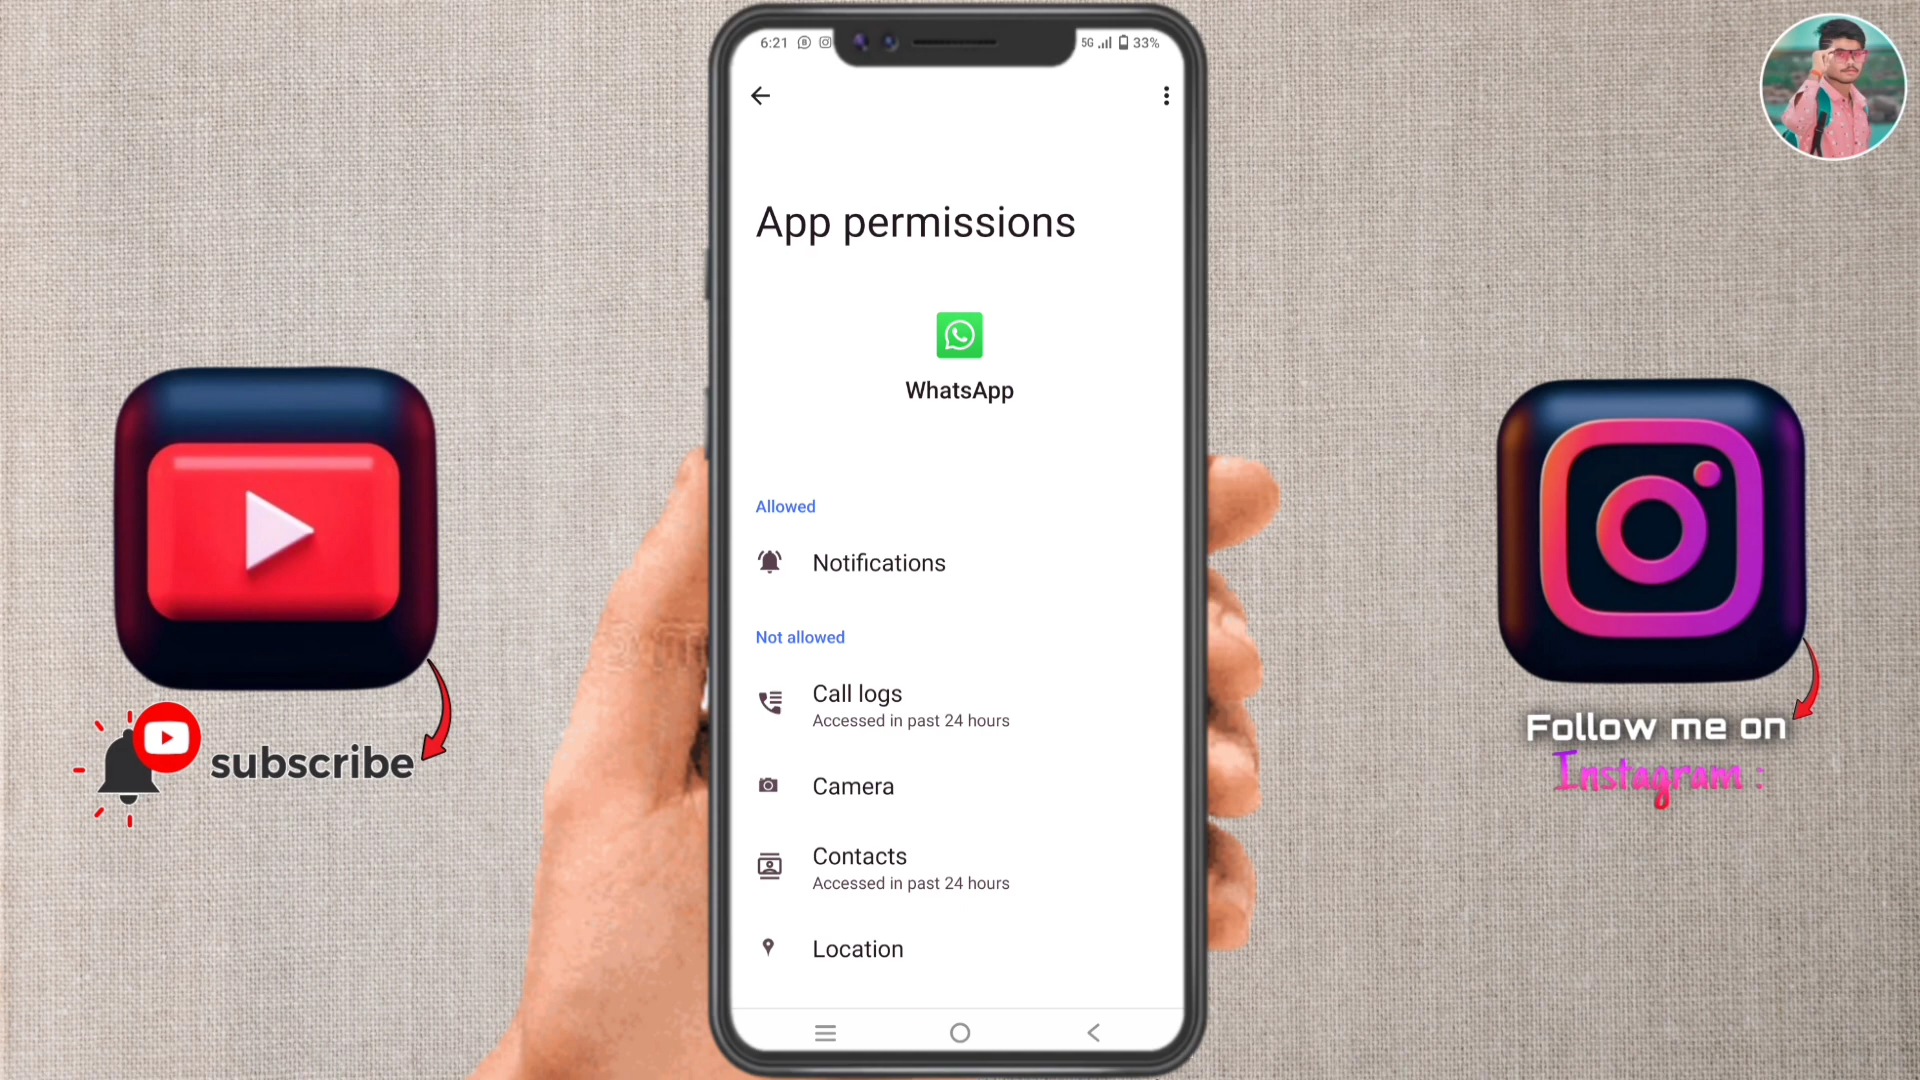 6:21
5G
33%
App permissions
WhatsApp
Allowed
Notifications
Not allowed
Call logs
Accessed in past 24 hours
Camera
Contacts
Accessed in past 24 hours
Location
subscribe
Follow me on
Instagram :